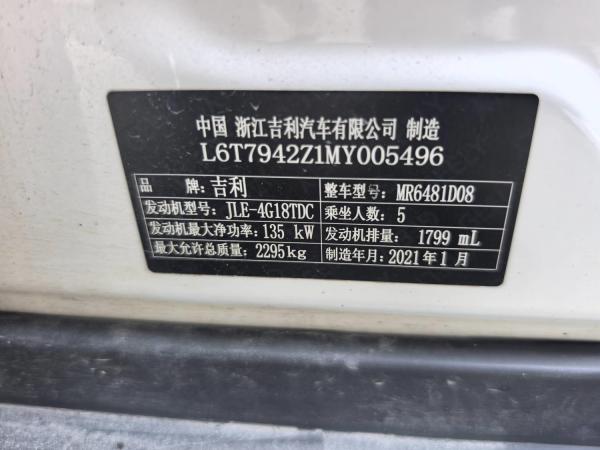 中国 浙江吉利汽车有限公司 制造
L6T7942Z1MY005496
品 牌:吉利 整车型号: MR6481D08
发动机型号: JLE-4G18TDC 乘坐人数: 5
发动机最大净功率: 135 kW 发动机排量: 1799 mL
最大允许总质量: 2295kg 制造年月: 2021年1月